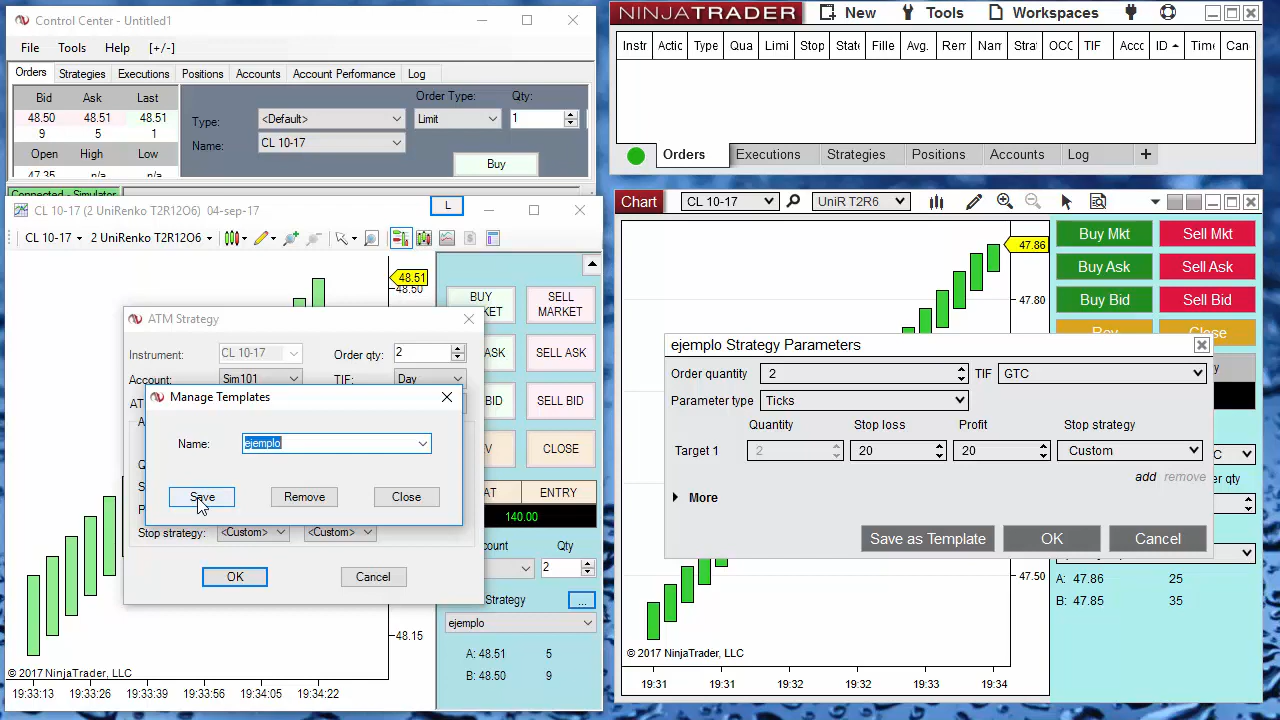 Control Center - Untitled1
File Tools Help [+/-]
Orders Strategies Executions Positions Accounts Account Performance Log
Bid Ask Last
48.50 48.51 48.51
9 5 1
Open High Low
47.35 n/a n/a
Order Type: Qty:
Type: <Default> Limit 1
Name: CL 10-17
Buy
Connected - Simulator
CL 10-17 (2 UniRenko T2R12O6) 04-sep-17
L
CL 10-17 2 UniRenko T2R12O6
48.51
48.50
48.15
BUY
SELL
MARKET
SELL ASK
BID
SELL BID
CLOSE
AT
ENTRY
140.00
Qty
2
Strategy
...
ejemplo
A: 48.51 5
B: 48.50 9
ATM Strategy
Instrument: CL 10-17 Order qty: 2
Account: Sim101 TIF: Day
Manage Templates
Name: ejemplo
Save Remove Close
Stop strategy: <Custom> <Custom>
OK Cancel
© 2017 NinjaTrader, LLC
19:33:13 19:33:26 19:33:39 19:33:56 19:34:05 19:34:22
NINJATRADER New Tools Workspaces
Instr Actio Type Qua Limi Stop State Fille Avg. Rem Nam Stra OCC TIF Acco ID Time Can
Orders Executions Strategies Positions Accounts Log +
Chart CL 10-17 UniR T2R6
47.86
47.80
47.50
Buy Mkt Sell Mkt
Buy Ask Sell Ask
Buy Bid Sell Bid
Close
ejemplo Strategy Parameters
Order quantity 2 TIF GTC
Parameter type Ticks
Quantity Stop loss Profit Stop strategy
Target 1 2 20 20 Custom
add remove
More
Save as Template OK Cancel
A: 47.86 25
B: 47.85 35
© 2017 NinjaTrader, LLC
19:31 19:31 19:32 19:32 19:33 19:34